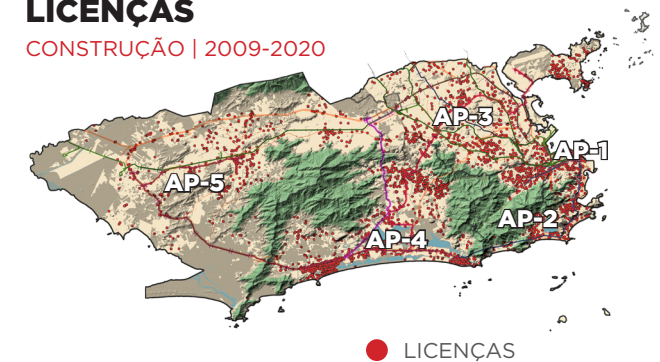 LICENÇAS
CONSTRUÇÃO | 2009-2020
AP-3
AP-1
AP-5
AP-2
AP-4
LICENÇAS